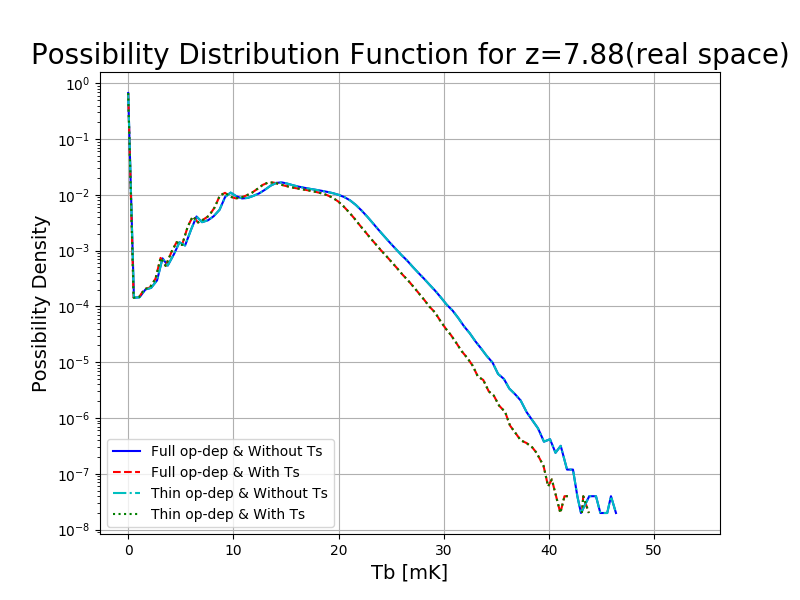 Possibility Distribution Function for z=7.88(real space)
Possibility Density
10⁰
10⁻¹
10⁻²
10⁻³
10⁻⁴
10⁻⁵
10⁻⁶
10⁻⁷
10⁻⁸
Full op-dep & Without Ts
Full op-dep & With Ts
Thin op-dep & Without Ts
Thin op-dep & With Ts
0 10 20 30 40 50
Tb [mK]